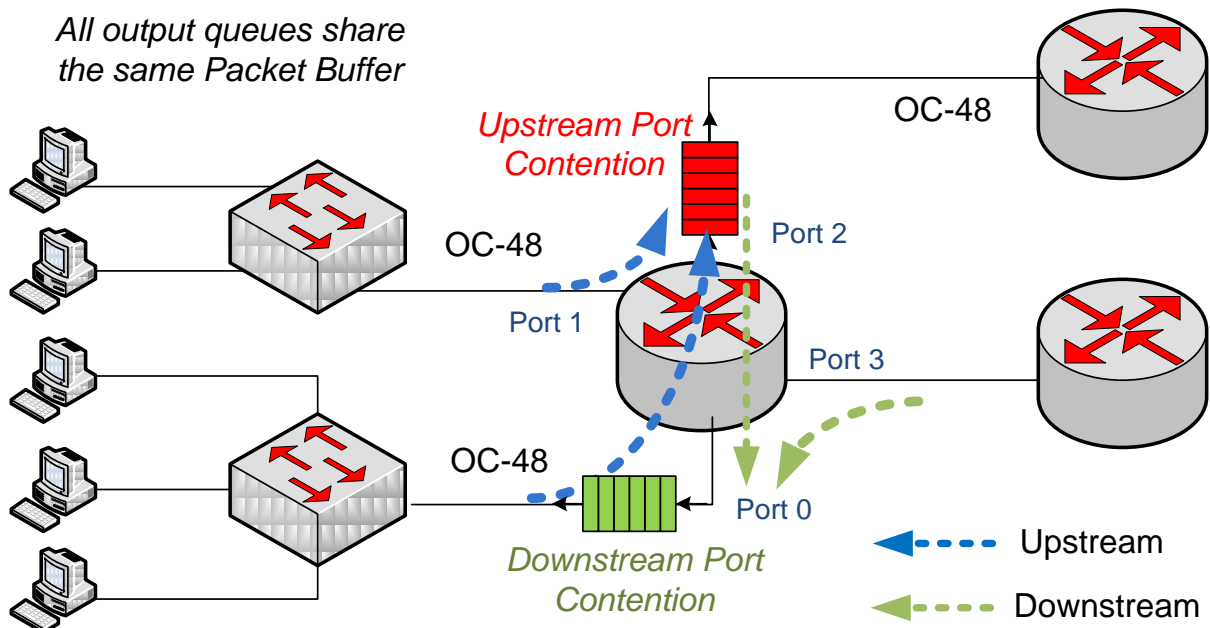 All output queues share
the same Packet Buffer
Upstream Port
Contention
OC-48
OC-48
Port 2
Port 1
Port 3
OC-48
Port 0
Downstream Port
Contention
Upstream
Downstream